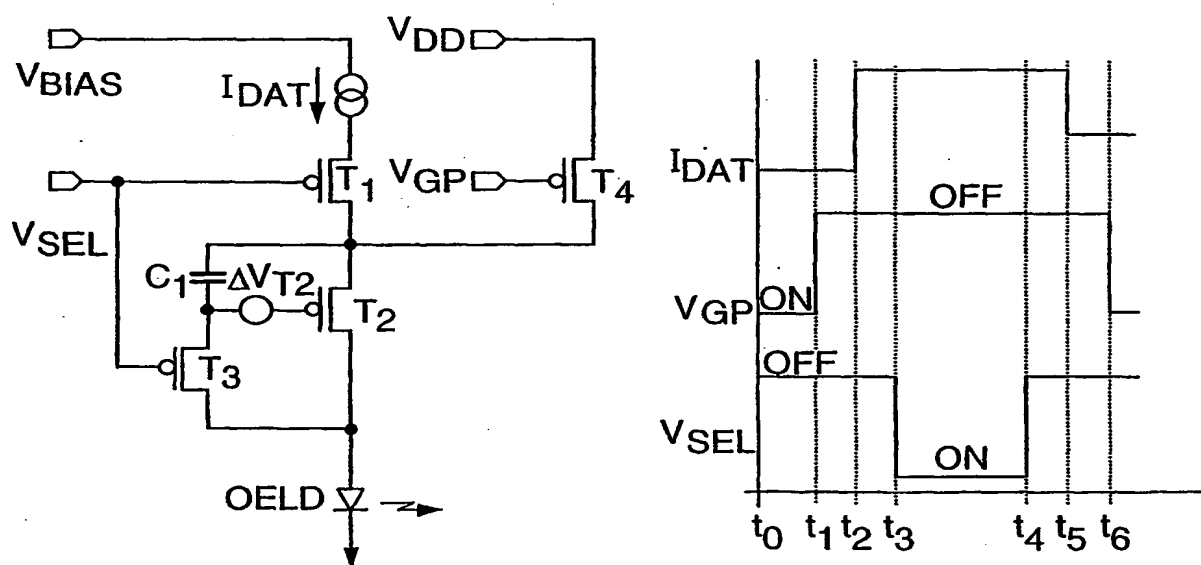 VBIAS
IDAT
VDD
VSEL
T1
VGP
T4
C1
ΔVT2
T2
T3
OELD
IDAT
OFF
VGP
ON
OFF
VSEL
ON
t0 t1 t2 t3 t4 t5 t6